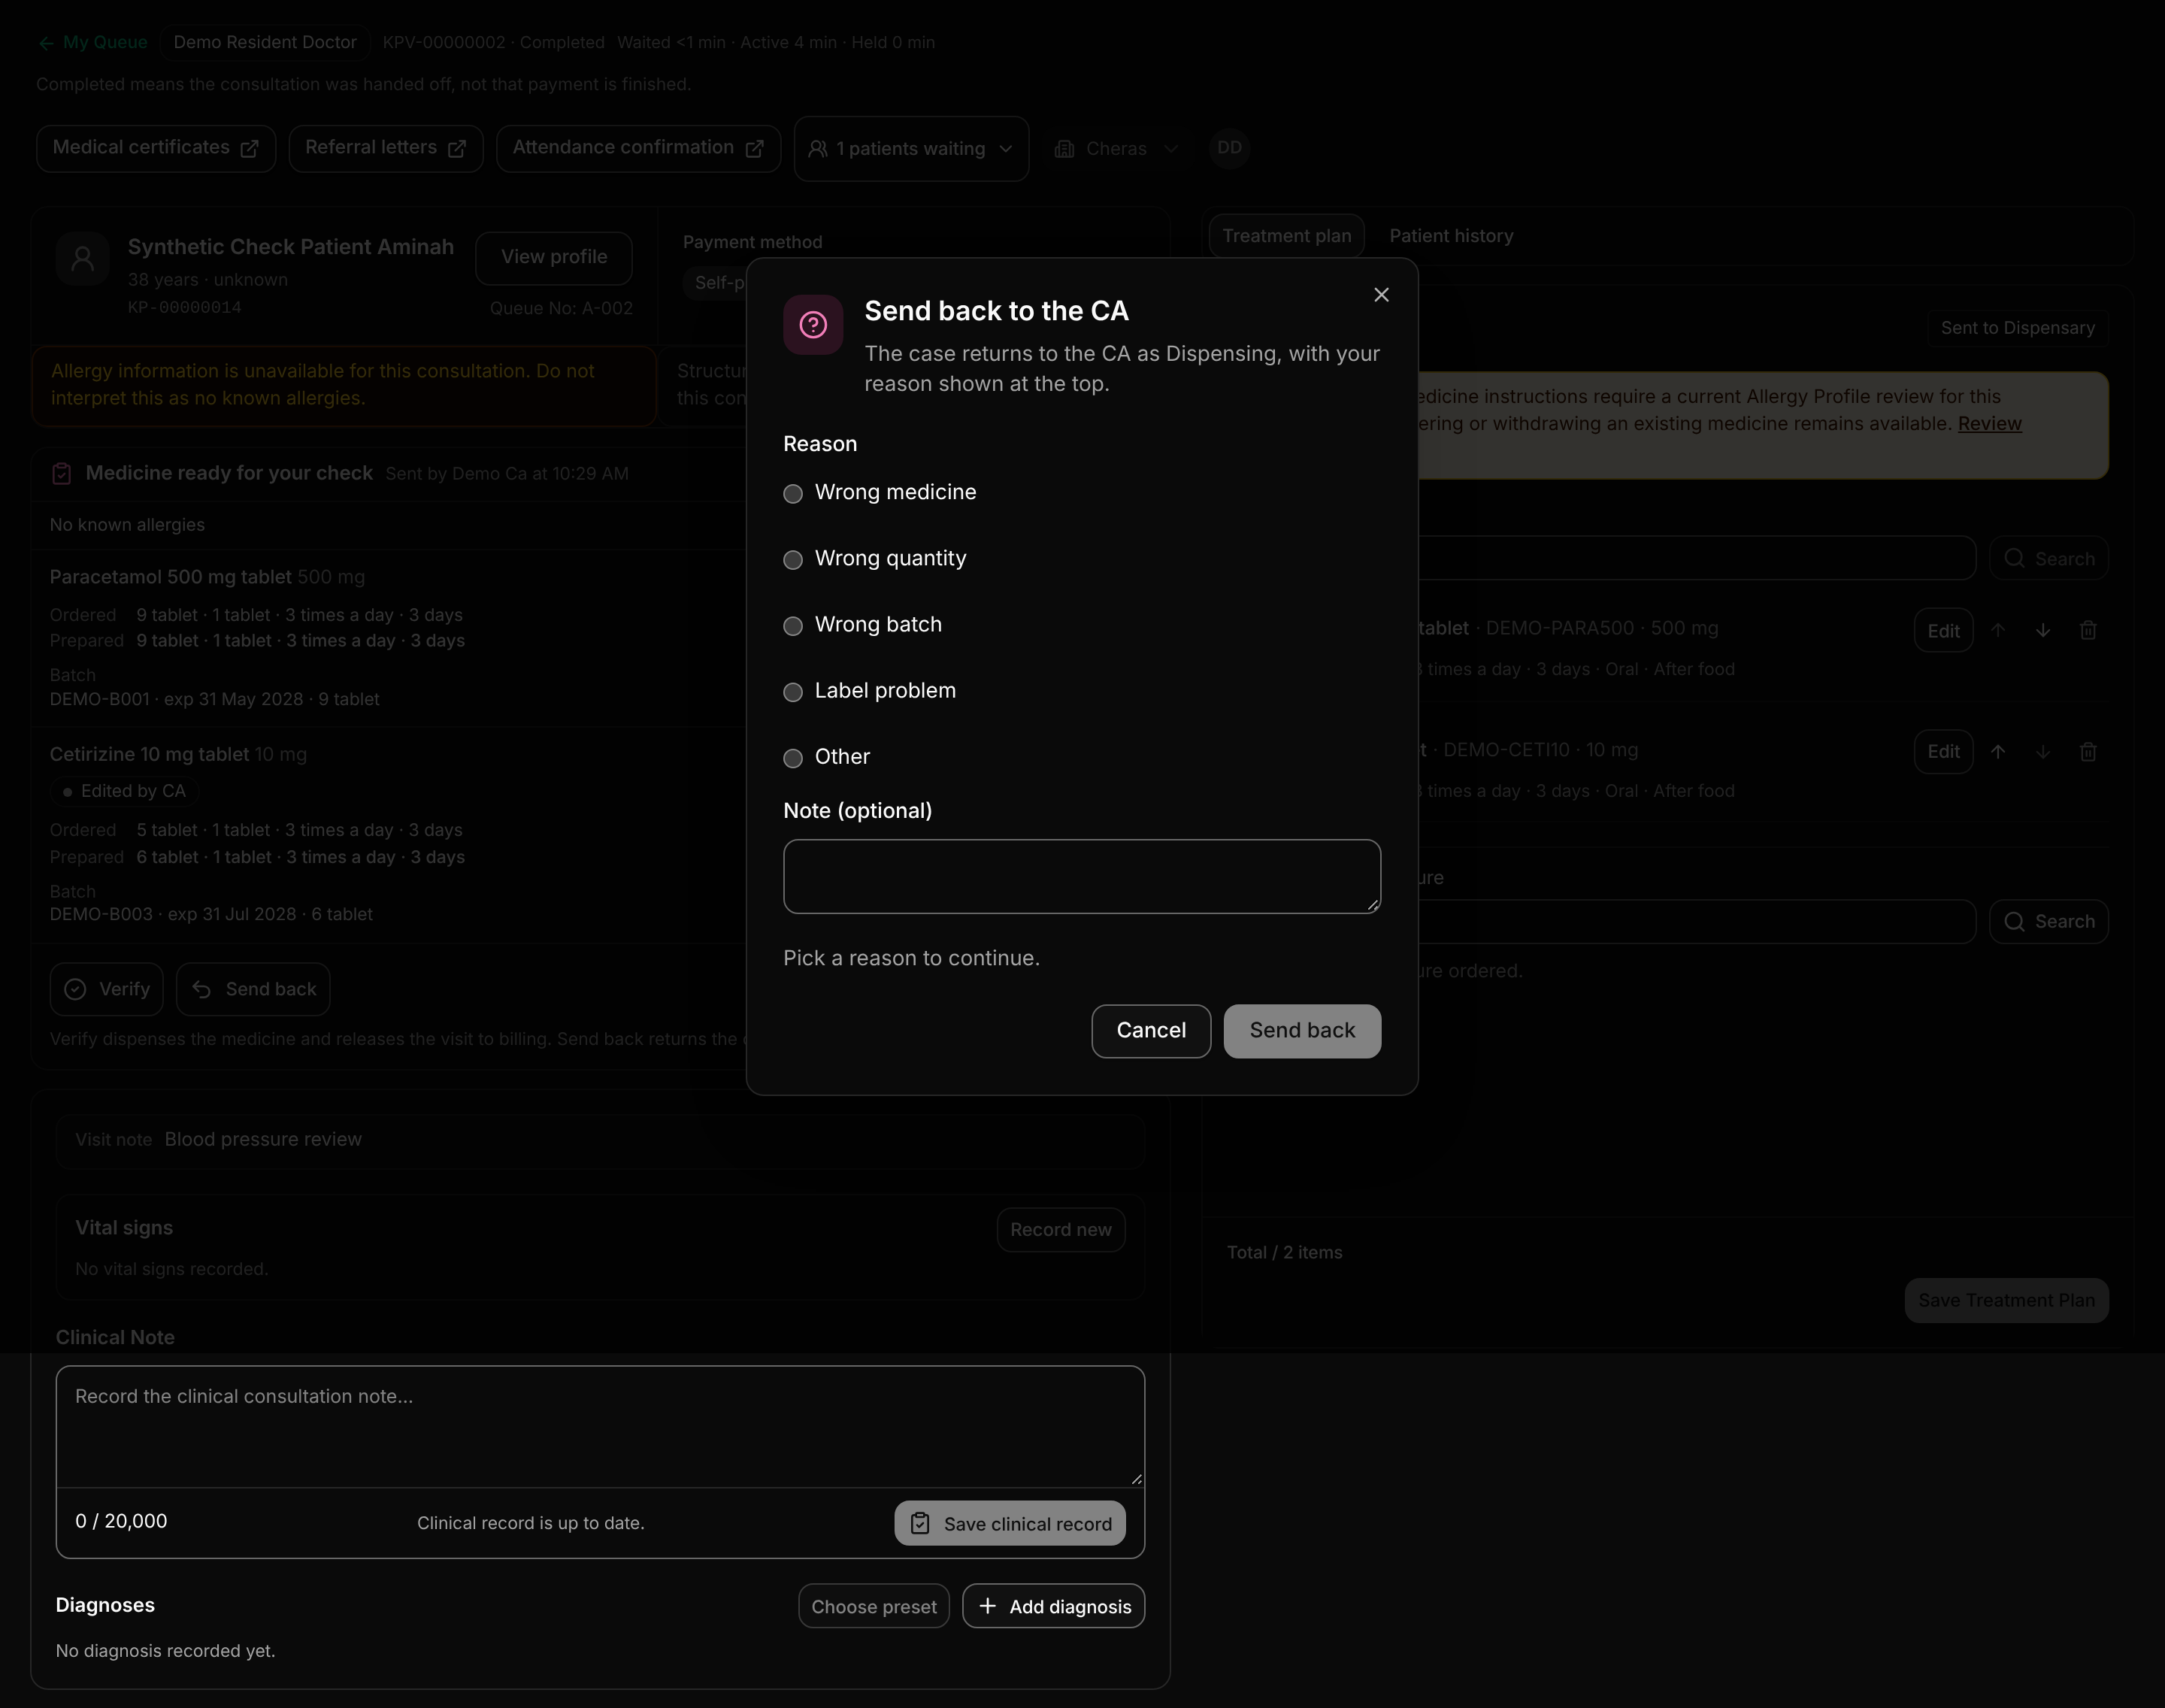 My Queue
Demo Resident Doctor
KPV-00000002 · Completed Waited <1 min · Active 4 min · Held 0 min
Completed means the consultation was handed off, not that payment is finished.
Medical certificates
Referral letters
Attendance confirmation
1 patients waiting
Cheras
DD
Synthetic Check Patient Aminah
38 years · unknown
KP-00000014
View profile
Queue No: A-002
Payment method
Self-p
Allergy information is unavailable for this consultation. Do not
interpret this as no known allergies.
Structur
this con
Medicine ready for your check Sent by Demo Ca at 10:29 AM
No known allergies
Paracetamol 500 mg tablet 500 mg
Ordered 9 tablet · 1 tablet · 3 times a day · 3 days
Prepared 9 tablet · 1 tablet · 3 times a day · 3 days
Batch
DEMO-B001 · exp 31 May 2028 · 9 tablet
Cetirizine 10 mg tablet 10 mg
Edited by CA
Ordered 5 tablet · 1 tablet · 3 times a day · 3 days
Prepared 6 tablet · 1 tablet · 3 times a day · 3 days
Batch
DEMO-B003 · exp 31 Jul 2028 · 6 tablet
Verify
Send back
Verify dispenses the medicine and releases the visit to billing. Send back returns the
Visit note Blood pressure review
Vital signs
Record new
No vital signs recorded.
Clinical Note
Record the clinical consultation note...
0 / 20,000
Clinical record is up to date.
Save clinical record
Diagnoses
Choose preset
Add diagnosis
No diagnosis recorded yet.
Send back to the CA
The case returns to the CA as Dispensing, with your
reason shown at the top.
Reason
Wrong medicine
Wrong quantity
Wrong batch
Label problem
Other
Note (optional)
Pick a reason to continue.
Cancel
Send back
Treatment plan
Patient history
Sent to Dispensary
edicine instructions require a current Allergy Profile review for this
ering or withdrawing an existing medicine remains available. Review
Search
tablet · DEMO-PARA500 · 500 mg
Edit
3 times a day · 3 days · Oral · After food
t · DEMO-CETI10 · 10 mg
Edit
3 times a day · 3 days · Oral · After food
ure
Search
ure ordered.
Total / 2 items
Save Treatment Plan